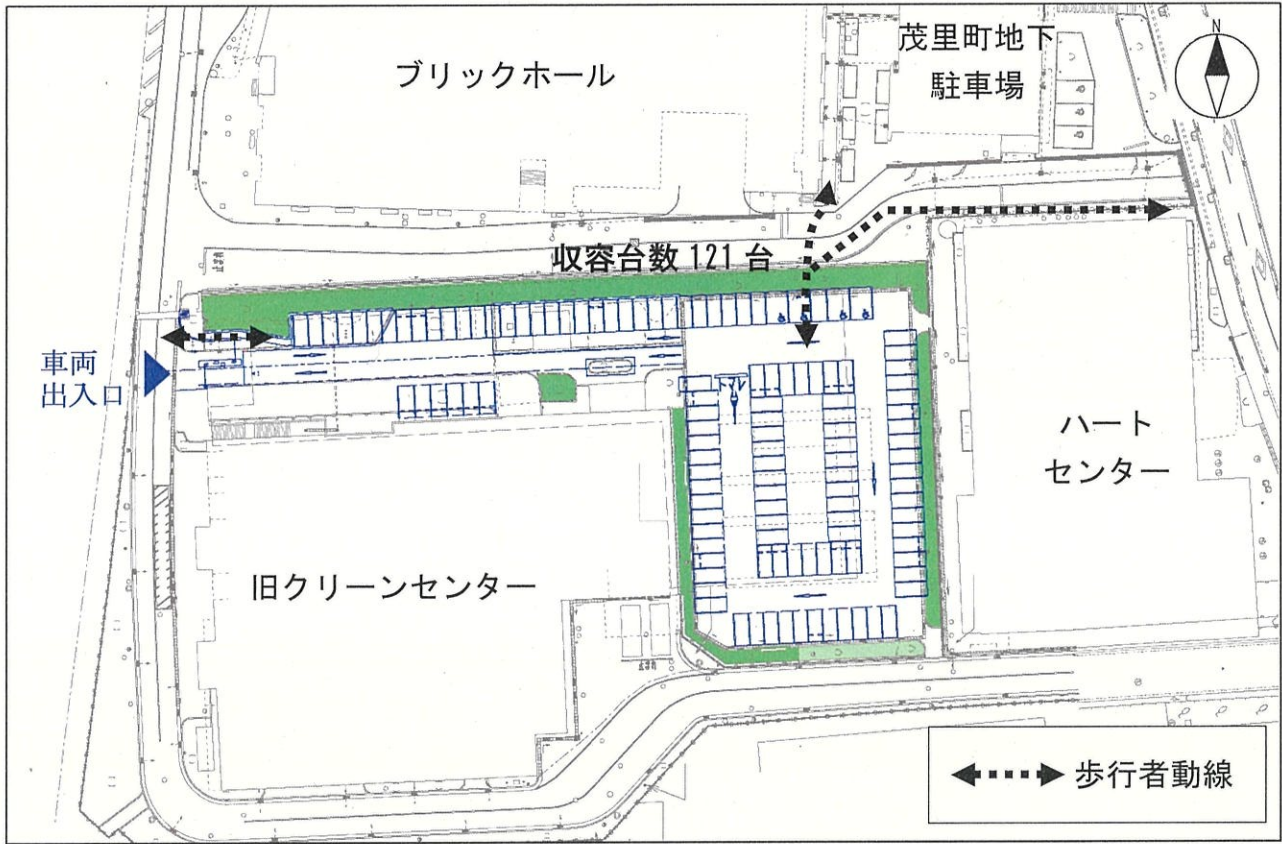 ブリックホール
茂里町地下
駐車場
N
収容台数 121 台
車両
出入口
ハート
センター
旧クリーンセンター
歩行者動線